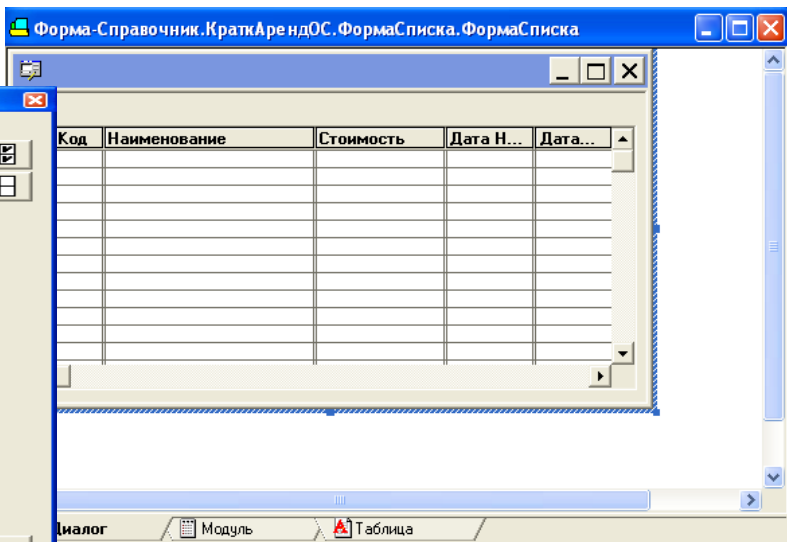 Форма-Справочник.КраткАрендОС.ФормаСписка.ФормаСписка
Код Наименование Стоимость Дата Н... Дата...
Диалог Модуль Таблица